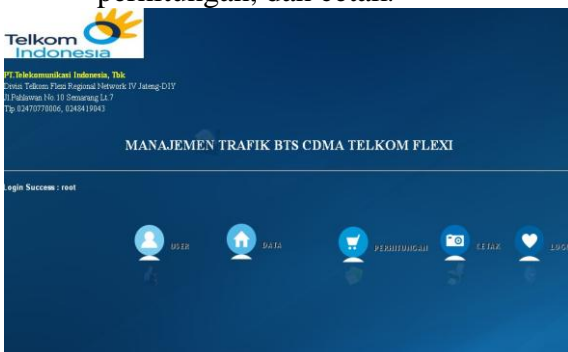 perhitungan, dan cetak.
Telkom
Indonesia
PT.Telekomunikasi Indonesia, Tbk
Divisi Telkom Flexi Regional Network IV Jateng-DIY
Jl.Pahlawan No.10 Semarang Lt.7
Tlp.02470770006, 0248419043
MANAJEMEN TRAFIK BTS CDMA TELKOM FLEXI
Login Success : root
USER DATA PERHITUNGAN CETAK